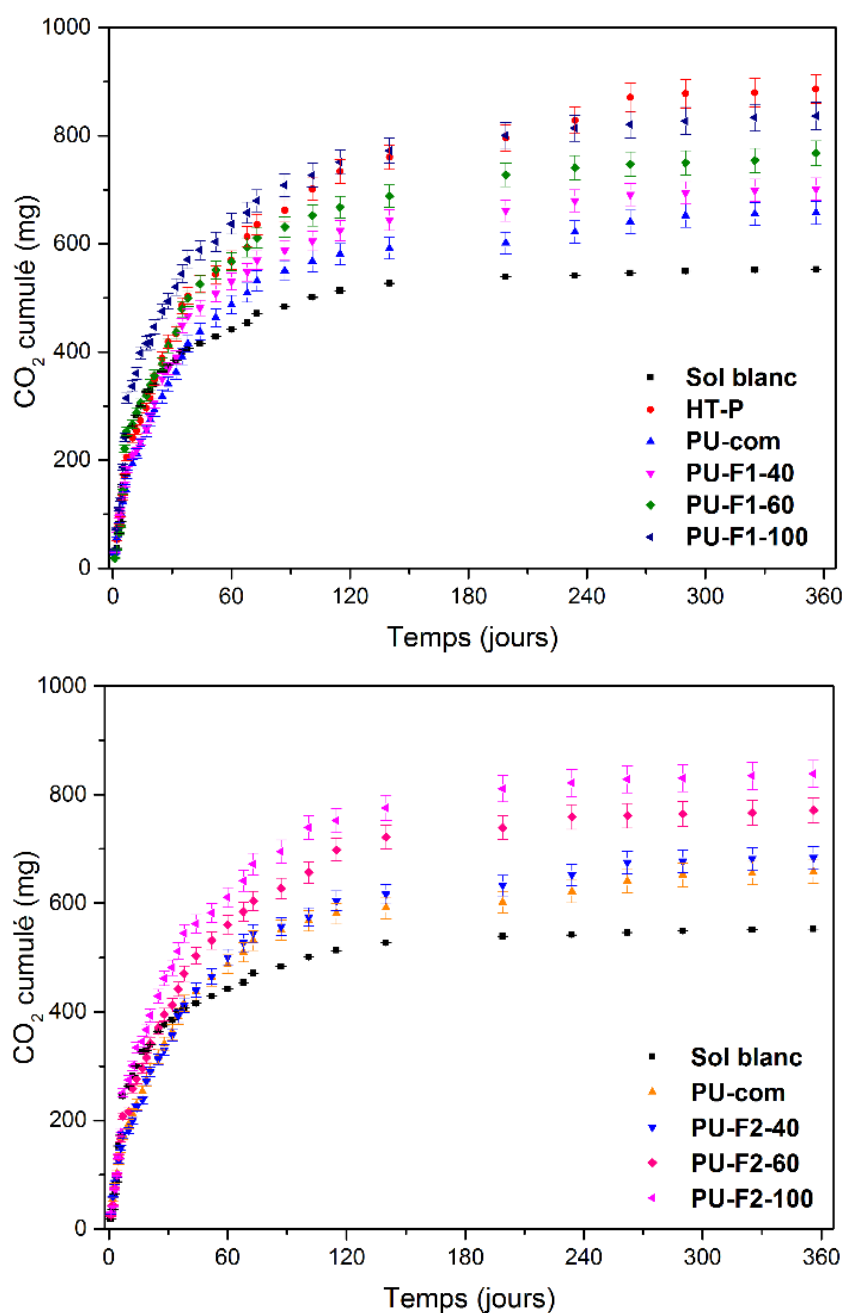 1000
800
600
400
200
0
CO₂ cumulé (mg)
Sol blanc
HT-P
PU-com
PU-F1-40
PU-F1-60
PU-F1-100
0 60 120 180 240 300 360
Temps (jours)
1000
800
600
400
200
0
CO₂ cumulé (mg)
Sol blanc
PU-com
PU-F2-40
PU-F2-60
PU-F2-100
0 60 120 180 240 300 360
Temps (jours)